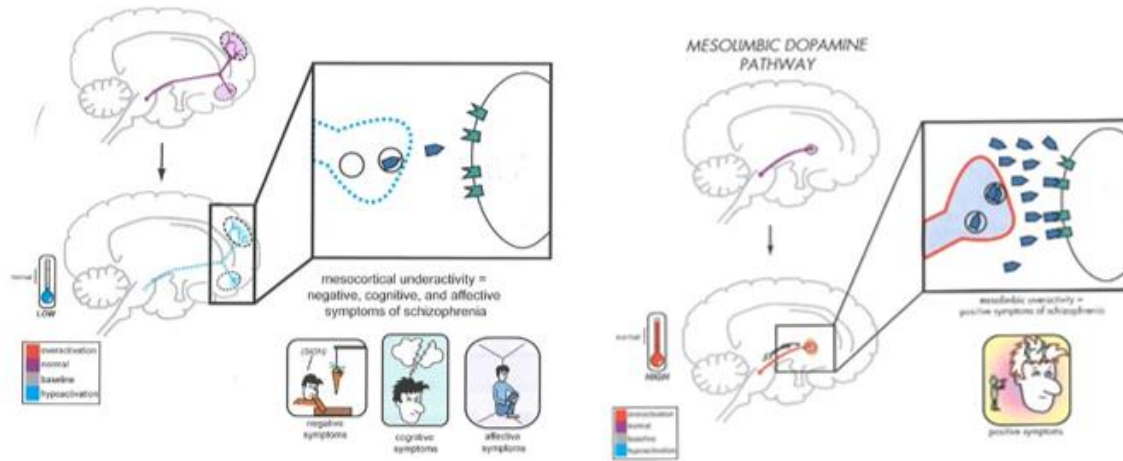 normal
LOW
overactivation
normal
baseline
hypoactivation
mesocortical underactivity =
negative, cognitive, and affective
symptoms of schizophrenia
(SIGH)
negative
symptoms
cognitive
symptoms
affective
symptoms
MESOLIMBIC DOPAMINE
PATHWAY
normal
HIGH
overactivation
normal
baseline
hypoactivation
mesolimbic overactivity =
positive symptoms of schizophrenia
positive symptoms